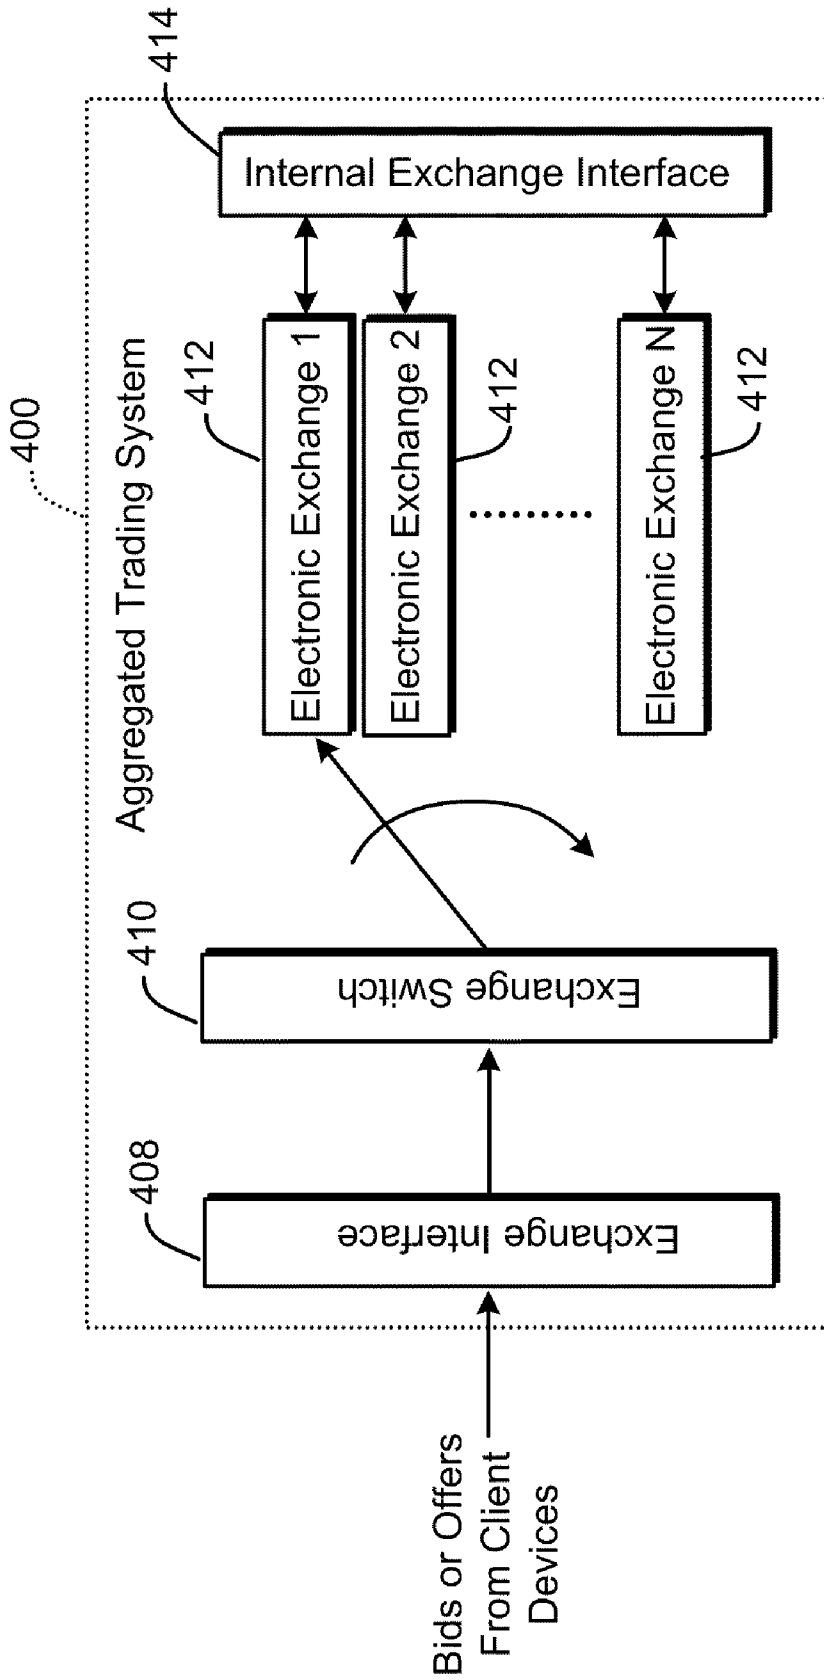 400
Aggregated Trading System
408
410
412
412
412
414
Bids or Offers
From Client
Devices
Exchange Interface
Exchange Switch
Electronic Exchange 1
Electronic Exchange 2
Electronic Exchange N
Internal Exchange Interface